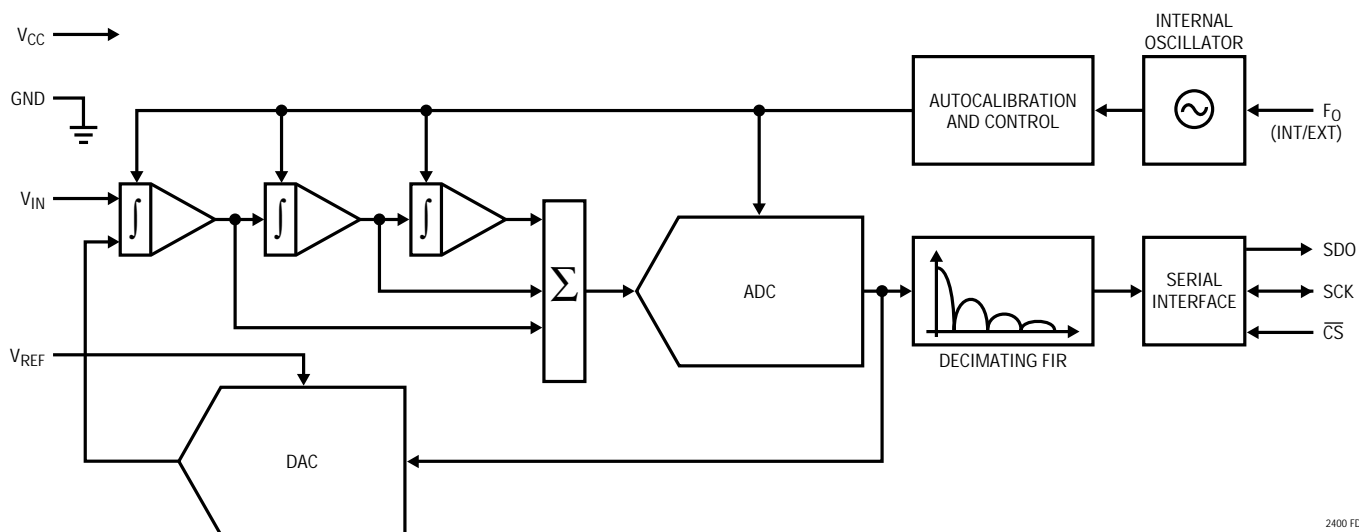 INTERNAL
OSCILLATOR
V_CC
GND
AUTOCALIBRATION
AND CONTROL
F_O
(INT/EXT)
V_IN
∫
∫
∫
Σ
ADC
SERIAL
INTERFACE
SDO
SCK
C̅S̅
DECIMATING FIR
V_REF
DAC
2400 FD